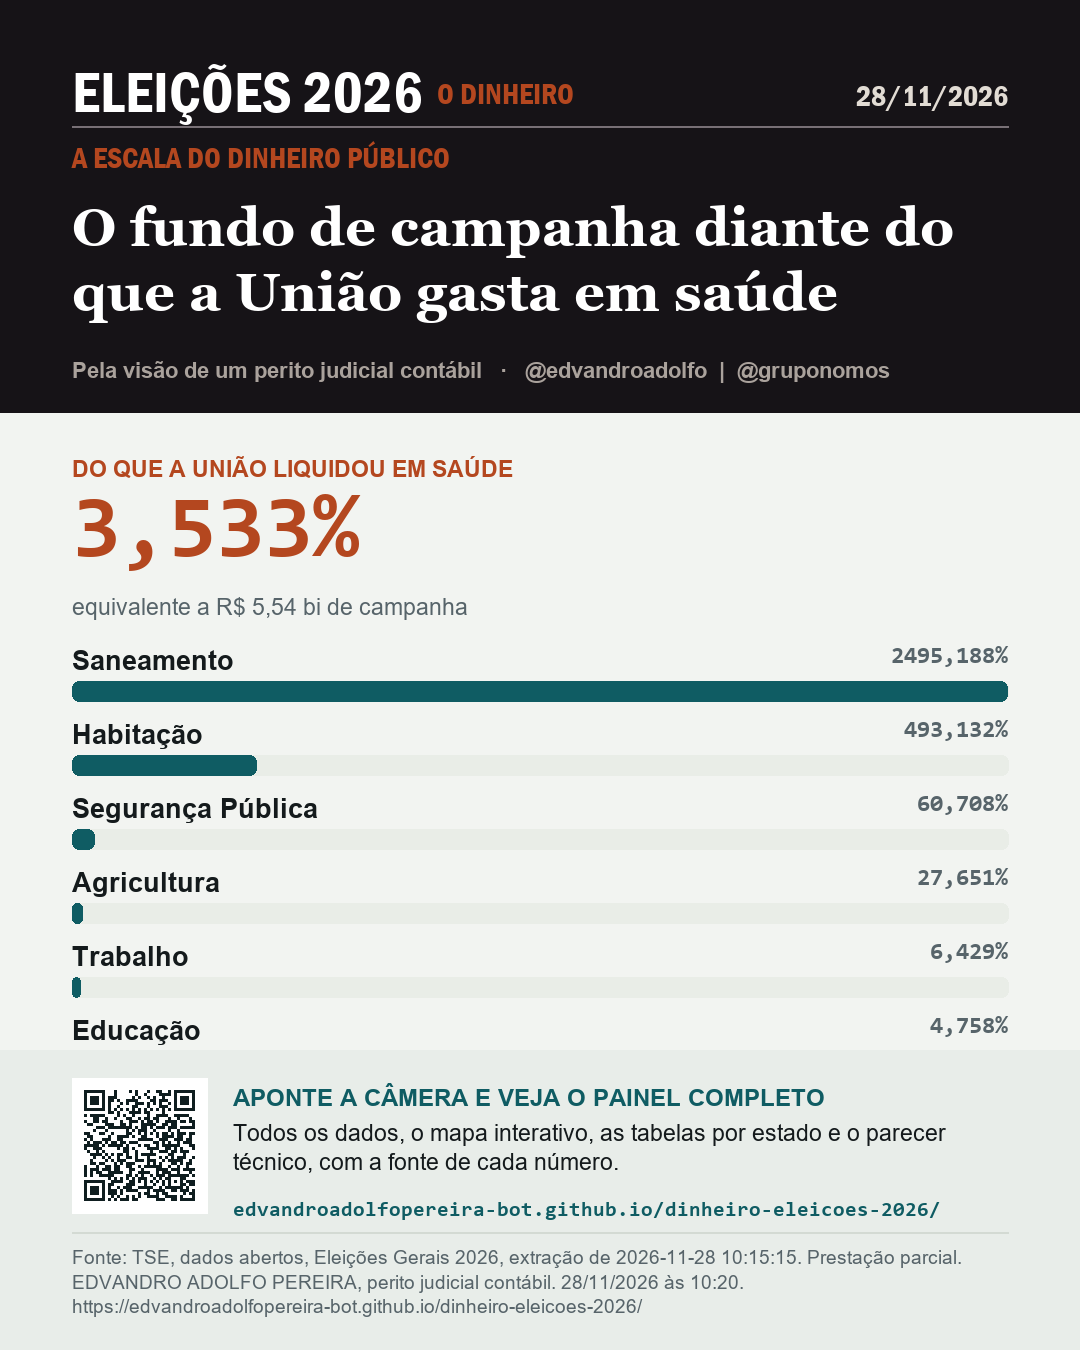 ELEIÇÕES 2026 O DINHEIRO 28/11/2026
A ESCALA DO DINHEIRO PÚBLICO
O fundo de campanha diante do
que a União gasta em saúde
Pela visão de um perito judicial contábil · @edvandroadolfo | @gruponomos
DO QUE A UNIÃO LIQUIDOU EM SAÚDE
3,533%
equivalente a R$ 5,54 bi de campanha
Saneamento 2495,188%
Habitação 493,132%
Segurança Pública 60,708%
Agricultura 27,651%
Trabalho 6,429%
Educação 4,758%
APONTE A CÂMERA E VEJA O PAINEL COMPLETO
Todos os dados, o mapa interativo, as tabelas por estado e o parecer
técnico, com a fonte de cada número.
edvandroadolfopereira-bot.github.io/dinheiro-eleicoes-2026/
Fonte: TSE, dados abertos, Eleições Gerais 2026, extração de 2026-11-28 10:15:15. Prestação parcial.
EDVANDRO ADOLFO PEREIRA, perito judicial contábil. 28/11/2026 às 10:20.
https://edvandroadolfopereira-bot.github.io/dinheiro-eleicoes-2026/